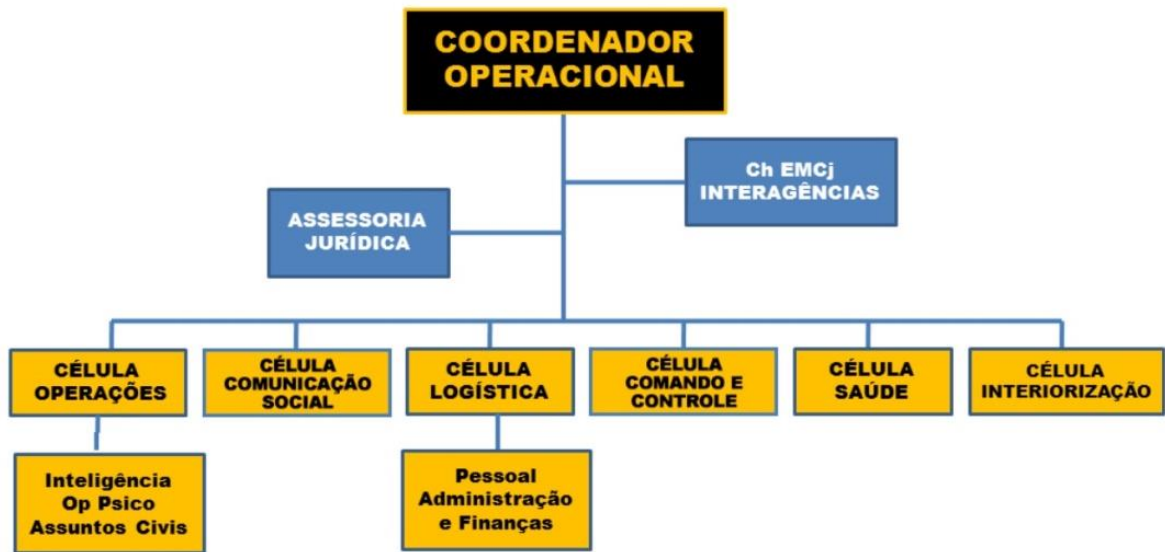 COORDENADOR
OPERACIONAL
Ch EMCj
INTERAGÊNCIAS
ASSESSORIA
JURÍDICA
CÉLULA
OPERAÇÕES
CÉLULA
COMUNICAÇÃO
SOCIAL
CÉLULA
LOGÍSTICA
CÉLULA
COMANDO E
CONTROLE
CÉLULA
SAÚDE
CÉLULA
INTERIORIZAÇÃO
Inteligência
Op Psico
Assuntos Civis
Pessoal
Administração
e Finanças